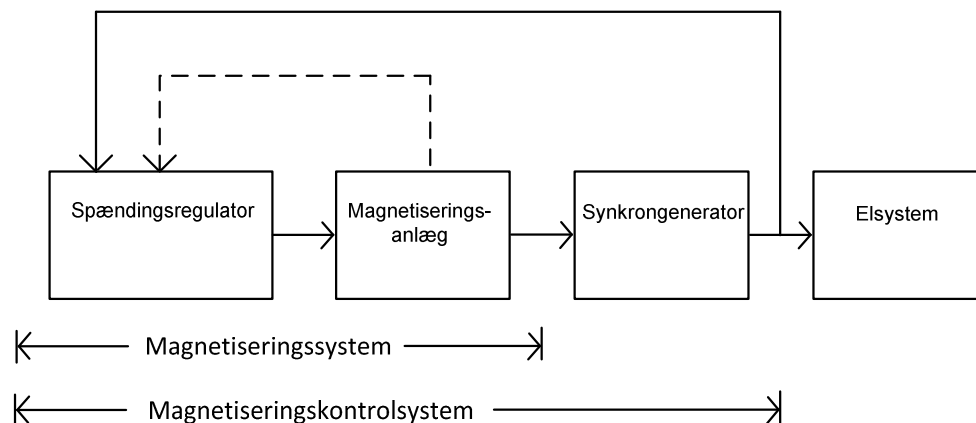 Spændingsregulator
Magnetiserings-
anlæg
Synkrongenerator
Elsystem
Magnetiseringssystem
Magnetiseringskontrolsystem